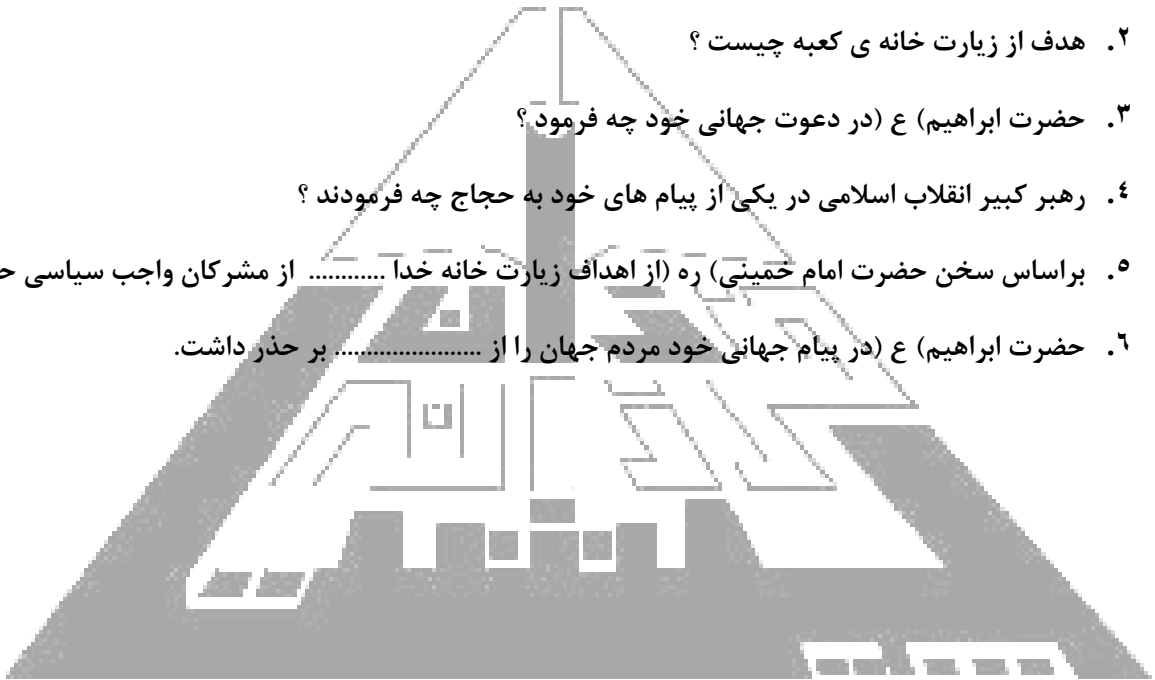 ۲. هدف از زیارت خانه ی کعبه چیست ؟
۳. حضرت ابراهیم) ع (در دعوت جهانی خود چه فرمود ؟
٤. رهبر کبیر انقلاب اسلامی در یکی از پیام های خود به حجاج چه فرمودند ؟
٥. براساس سخن حضرت امام خمینی) ره (از اهداف زیارت خانه خدا ............ از مشرکان واجب سیاسی
٦. حضرت ابراهیم) ع (در پیام جهانی خود مردم جهان را از ....................... بر حذر داشت.